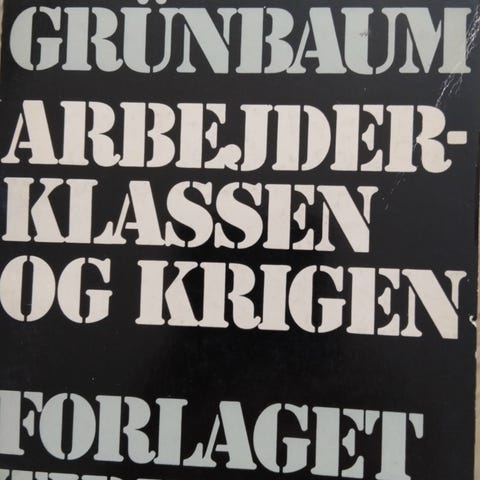 GRÜNBAUM
ARBEJDER-
KLASSEN
OG KRIGEN
FORLAGET